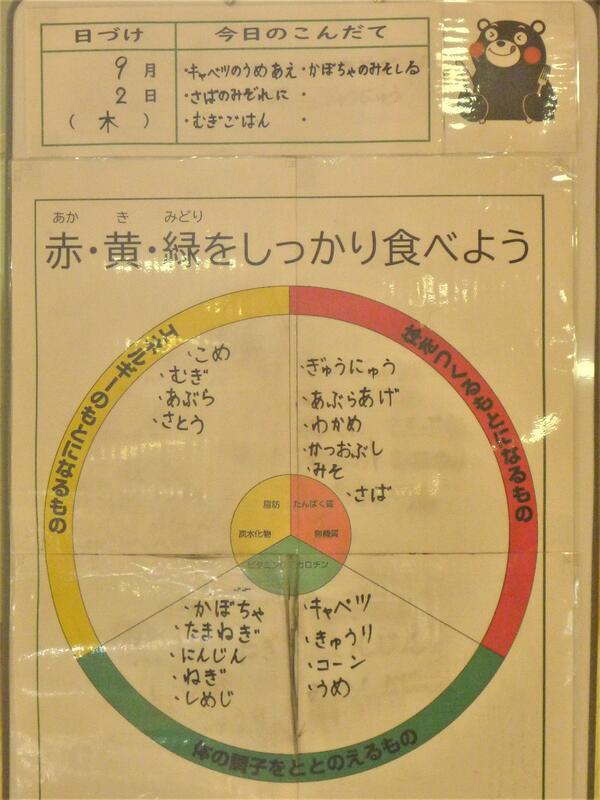 日づけ 今日のこんだて
9月 ・キャベツのうめあえ ・かぼちゃのみそしる
2日 ・さばのみぞれに ・
(木) ・むぎごはん ・
あか き みどり
赤・黄・緑をしっかり食べよう
エネルギーのもとになるもの
・こめ
・むぎ
・あぶら
・さとう
体をつくるもとになるもの
・ぎゅうにゅう
・あぶらあげ
・わかめ
・かつおぶし
・みそ
・さば
脂肪 たんぱく質
炭水化物 無機質
ビタミンC カロチン
・かぼちゃ
・たまねぎ
・にんじん
・ねぎ
・しめじ
・キャベツ
・きゅうり
・コーン
・うめ
体の調子をととのえるもの